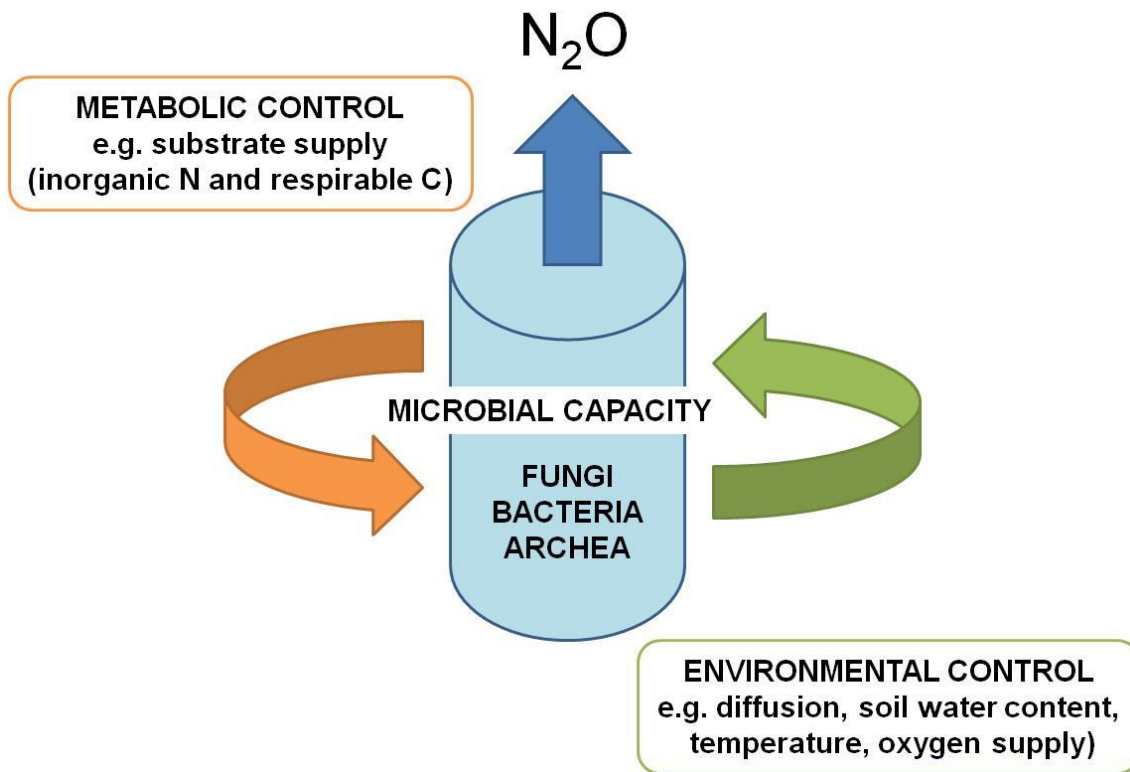 N₂O
METABOLIC CONTROL
e.g. substrate supply
(inorganic N and respirable C)
MICROBIAL CAPACITY
FUNGI
BACTERIA
ARCHEA
ENVIRONMENTAL CONTROL
e.g. diffusion, soil water content,
temperature, oxygen supply)